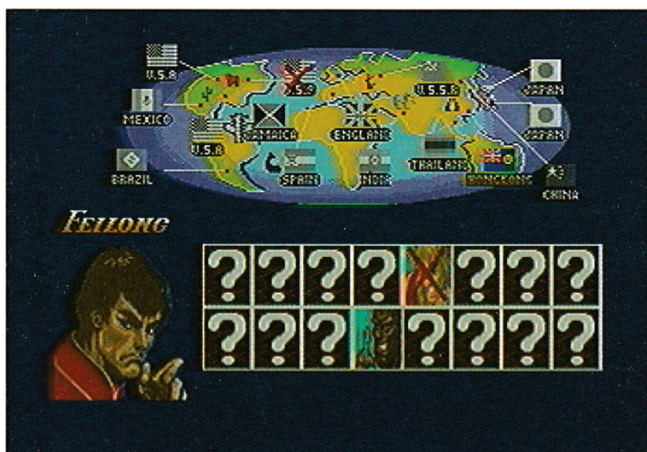 U.S.A
U.S.A
U.S.S.R
JAPAN
MEXICO
JAMAICA
ENGLAND
JAPAN
U.S.A
BRAZIL
SPAIN
INDIA
THAILAND
HONGKONG
CHINA
FEILONG
? ? ? ? ? ? ?
? ? ? ? ? ? ?